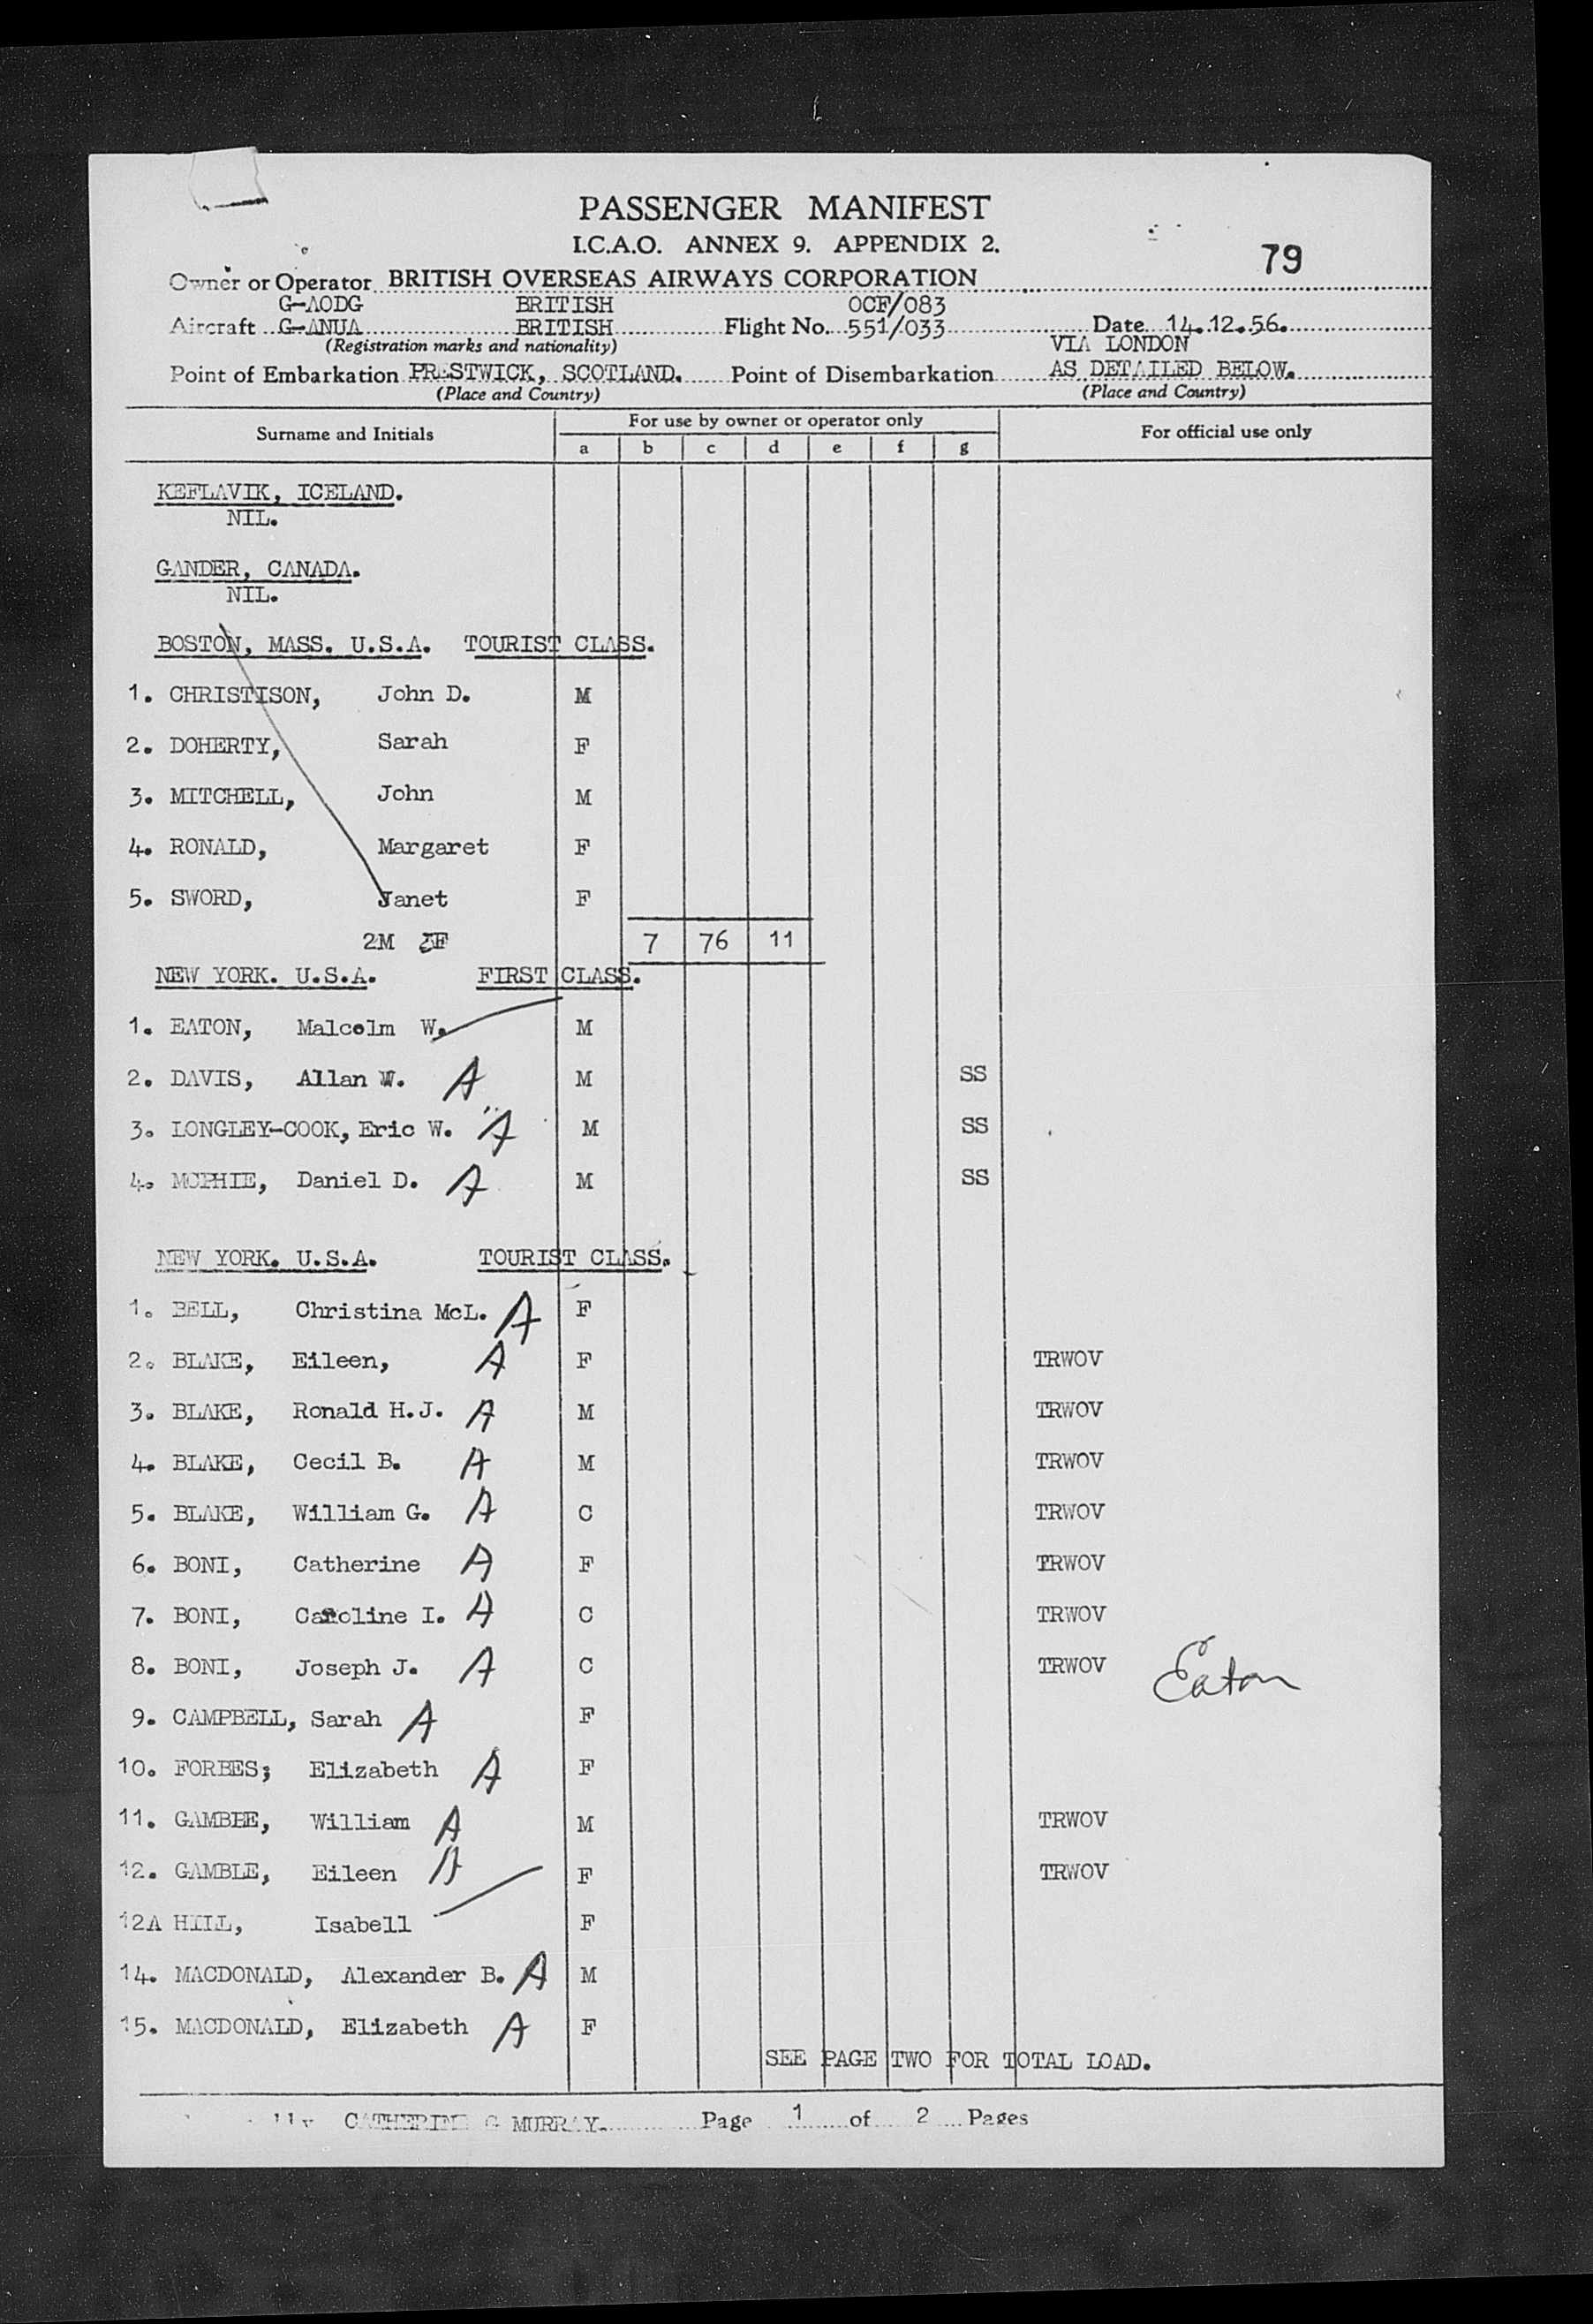 PASSENGER MANIFEST
I.C.A.O. ANNEX 9. APPENDIX 2.
79
Owner or Operator BRITISH OVERSEAS AIRWAYS CORPORATION
G-AODG BRITISH OCF/083
Aircraft G-ANUA BRITISH Flight No. 551/033 Date 14.12.56.
(Registration marks and nationality) VIA LONDON
Point of Embarkation PRESTWICK, SCOTLAND. Point of Disembarkation AS DETAILED BELOW.
(Place and Country) (Place and Country)
Surname and Initials For use by owner or operator only For official use only
a b c d e f g
KEFLAVIK, ICELAND.
NIL.
GANDER, CANADA.
NIL.
BOSTON, MASS. U.S.A. TOURIST CLASS.
1. CHRISTISON, John D. M
2. DOHERTY, Sarah F
3. MITCHELL, John M
4. RONALD, Margaret F
5. SWORD, Janet F
2M F 7 76 11
NEW YORK. U.S.A. FIRST CLASS.
1. EATON, Malcolm W. M
2. DAVIS, Allan W. A M SS
3. LONGLEY-COOK, Eric W. A M SS
4. MCPHIE, Daniel D. A M SS
NEW YORK. U.S.A. TOURIST CLASS.
1. BELL, Christina McL. A F
2. BLAKE, Eileen, A F TRWOV
3. BLAKE, Ronald H.J. A M TRWOV
4. BLAKE, Cecil B. A M TRWOV
5. BLAKE, William G. A C TRWOV
6. BONI, Catherine A F TRWOV
7. BONI, Caroline I. A C TRWOV
8. BONI, Joseph J. A C TRWOV Eaton
9. CAMPBELL, Sarah A F
10. FORBES; Elizabeth A F
11. GAMBEE, William A M TRWOV
12. GAMBLE, Eileen A F TRWOV
12A HILL, Isabell F
14. MACDONALD, Alexander B. A M
15. MACDONALD, Elizabeth A F
SEE PAGE TWO FOR TOTAL LOAD.
CATHERINE G MURRAY. Page 1 of 2 Pages